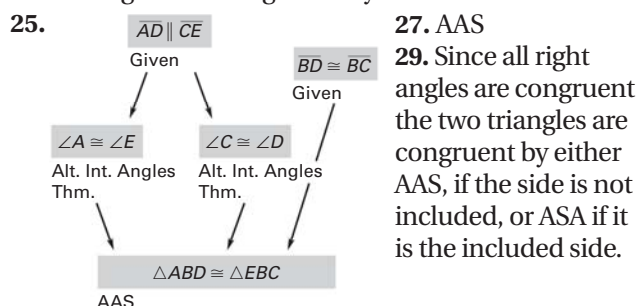 25.
AD ∥ CE
Given
BD ≅ BC
Given
∠A ≅ ∠E
Alt. Int. Angles
Thm.
∠C ≅ ∠D
Alt. Int. Angles
Thm.
△ABD ≅ △EBC
AAS
27. AAS
29. Since all right
angles are congruent
the two triangles are
congruent by either
AAS, if the side is not
included, or ASA if it
is the included side.